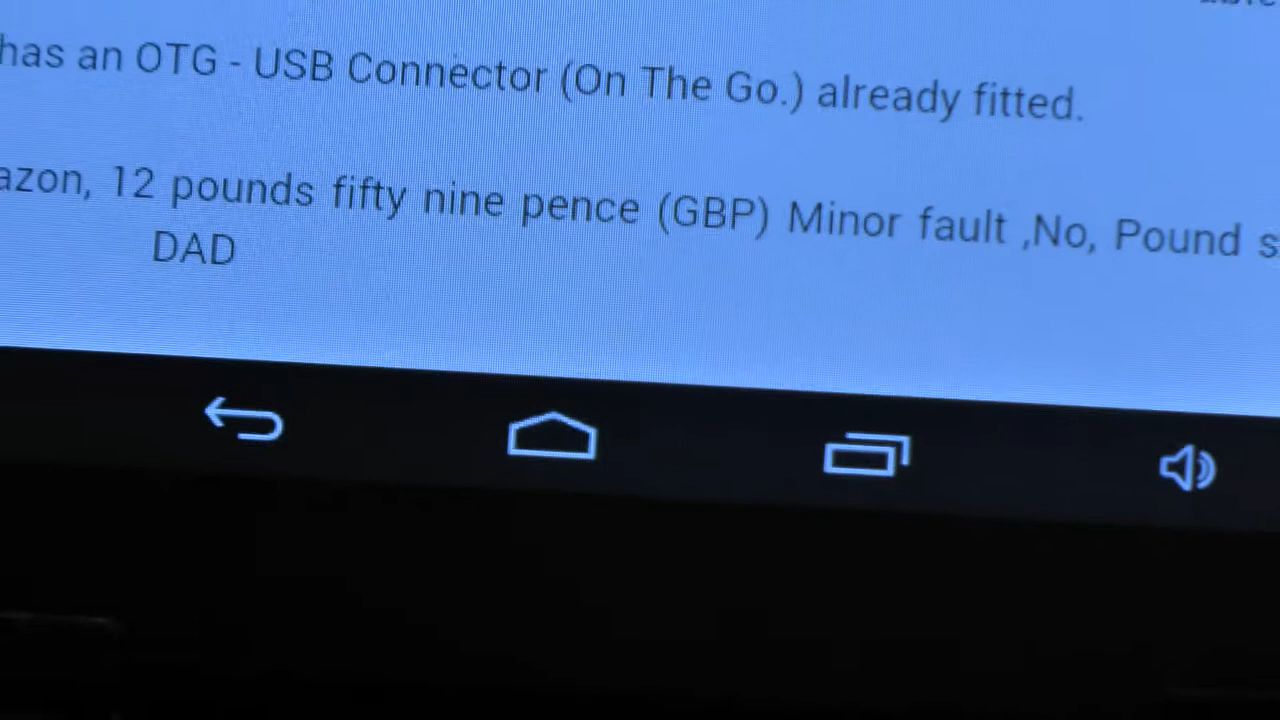 has an OTG - USB Connector (On The Go.) already fitted.
azon, 12 pounds fifty nine pence (GBP) Minor fault ,No, Pound s
DAD